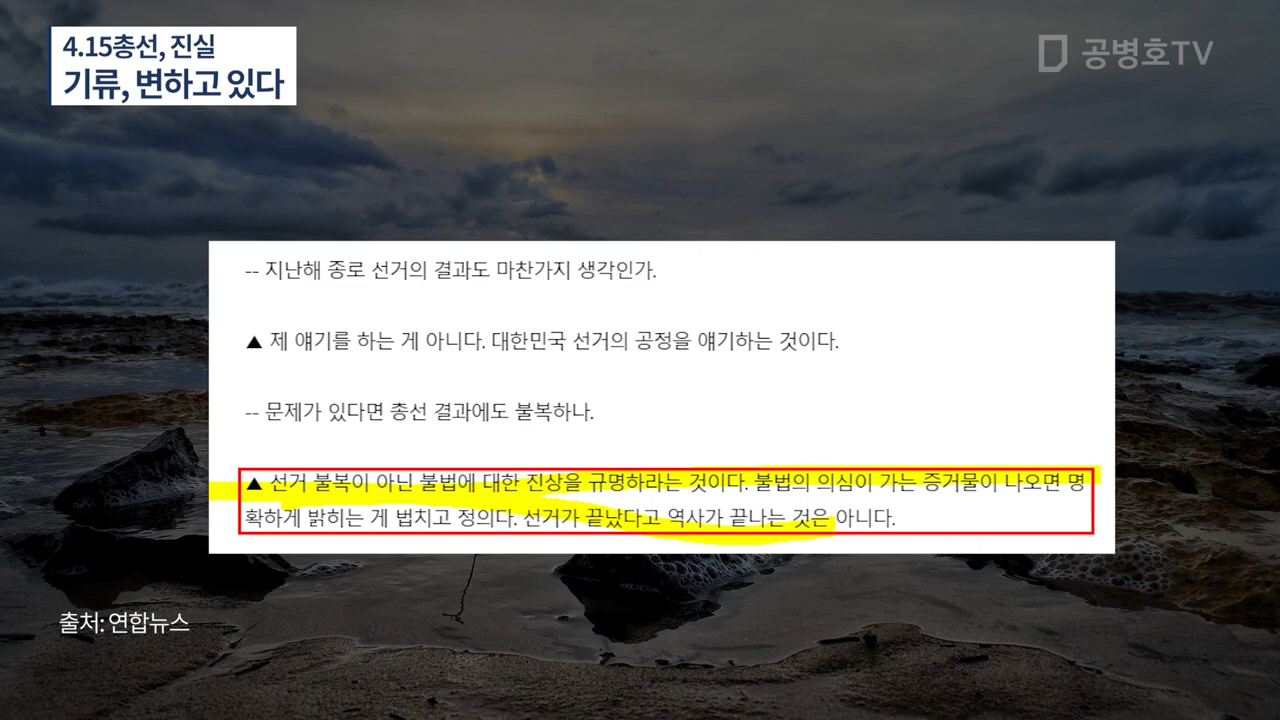 4.15총선, 진실
기류, 변하고 있다
공병호TV
-- 지난해 종로 선거의 결과도 마찬가지 생각인가.
▲ 제 얘기를 하는 게 아니다. 대한민국 선거의 공정을 얘기하는 것이다.
-- 문제가 있다면 총선 결과에도 불복하나.
▲ 선거 불복이 아닌 불법에 대한 진상을 규명하라는 것이다. 불법의 의심이 가는 증거물이 나오면 명
확하게 밝히는 게 법치고 정의다. 선거가 끝났다고 역사가 끝나는 것은 아니다.
출처: 연합뉴스